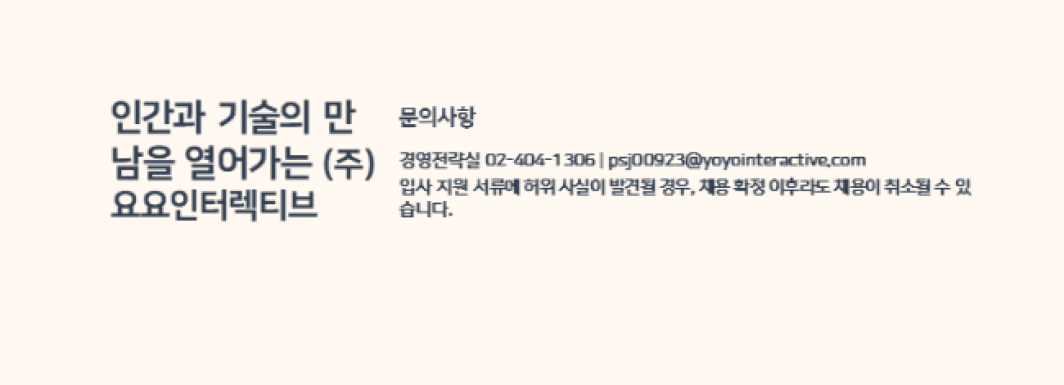 인간과 기술의 만
남을 열어가는 (주)
요요인터렉티브
문의사항
경영전략실 02-404-1306 | psj00923@yoyointeractive.com
입사 지원 서류에 허위 사실이 발견될 경우, 채용 확정 이후라도 채용이 취소될 수 있
습니다.